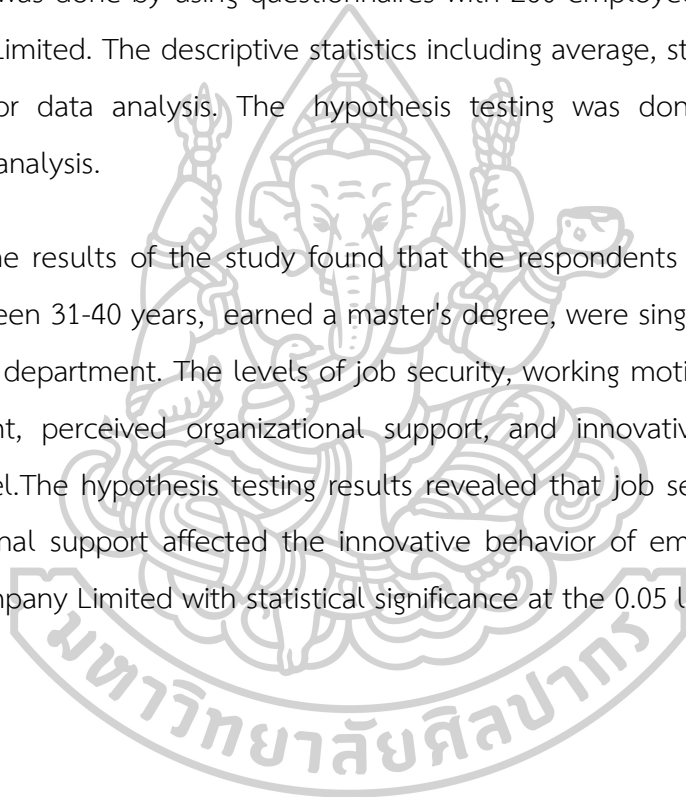 was done by using questionnaires with 200 employe
Limited. The descriptive statistics including average, st
or data analysis. The hypothesis testing was don
analysis.
he results of the study found that the respondents
een 31-40 years, earned a master's degree, were sing
department. The levels of job security, working moti
nt, perceived organizational support, and innovativ
el.The hypothesis testing results revealed that job se
nal support affected the innovative behavior of em
mpany Limited with statistical significance at the 0.05 l
มหาวิทยาลัยศิลปากร